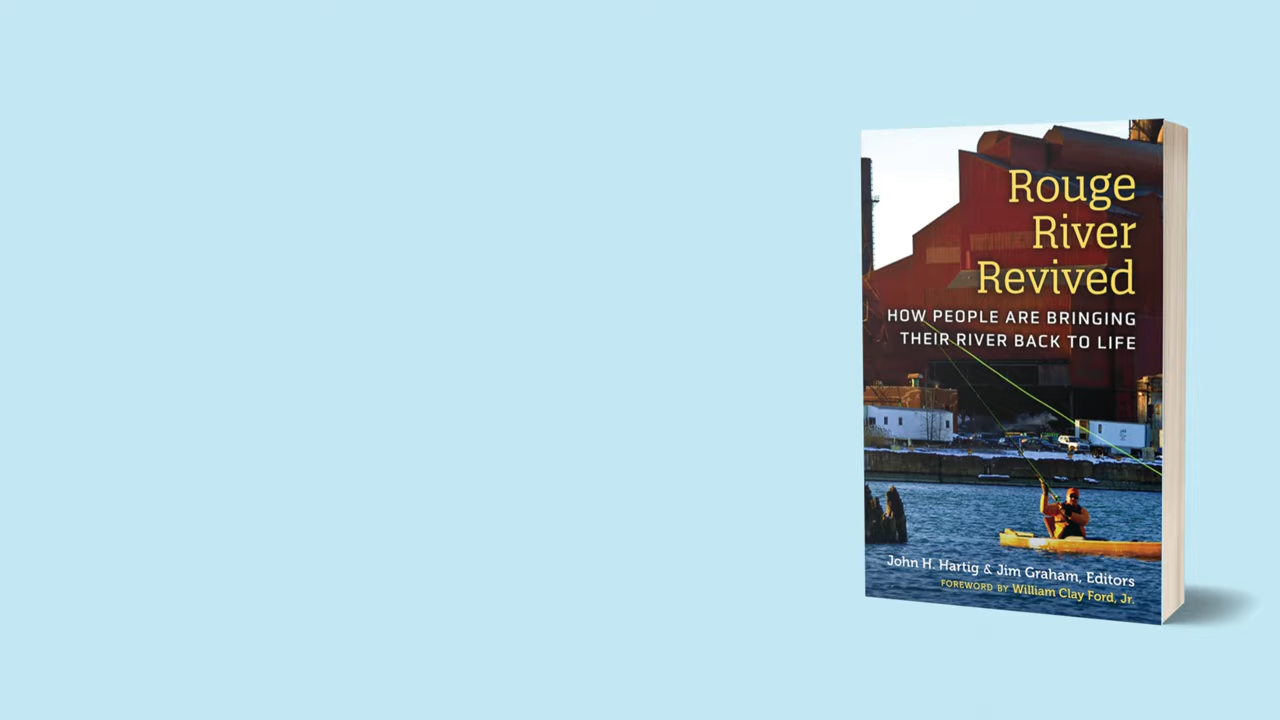 Rouge
River
Revived
HOW PEOPLE ARE BRINGING
THEIR RIVER BACK TO LIFE
John H. Hartig & Jim Graham, Editors
FOREWORD BY William Clay Ford, Jr.